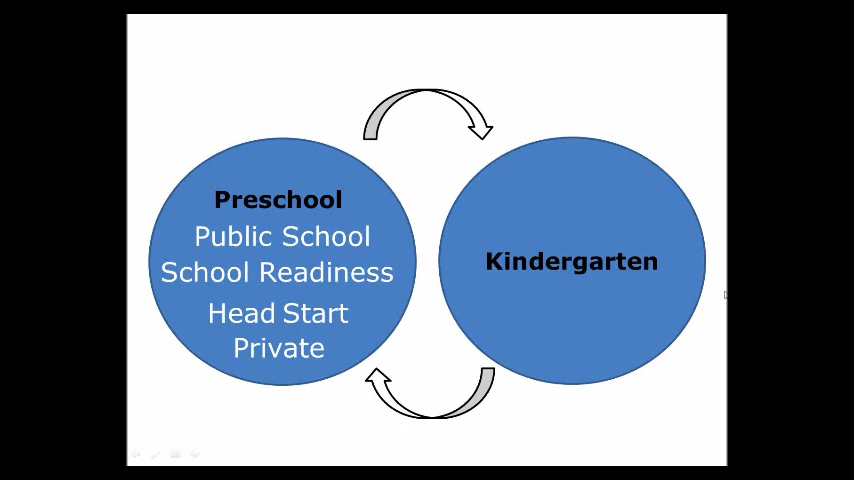 Preschool
Public School
School Readiness
Head Start
Private
Kindergarten